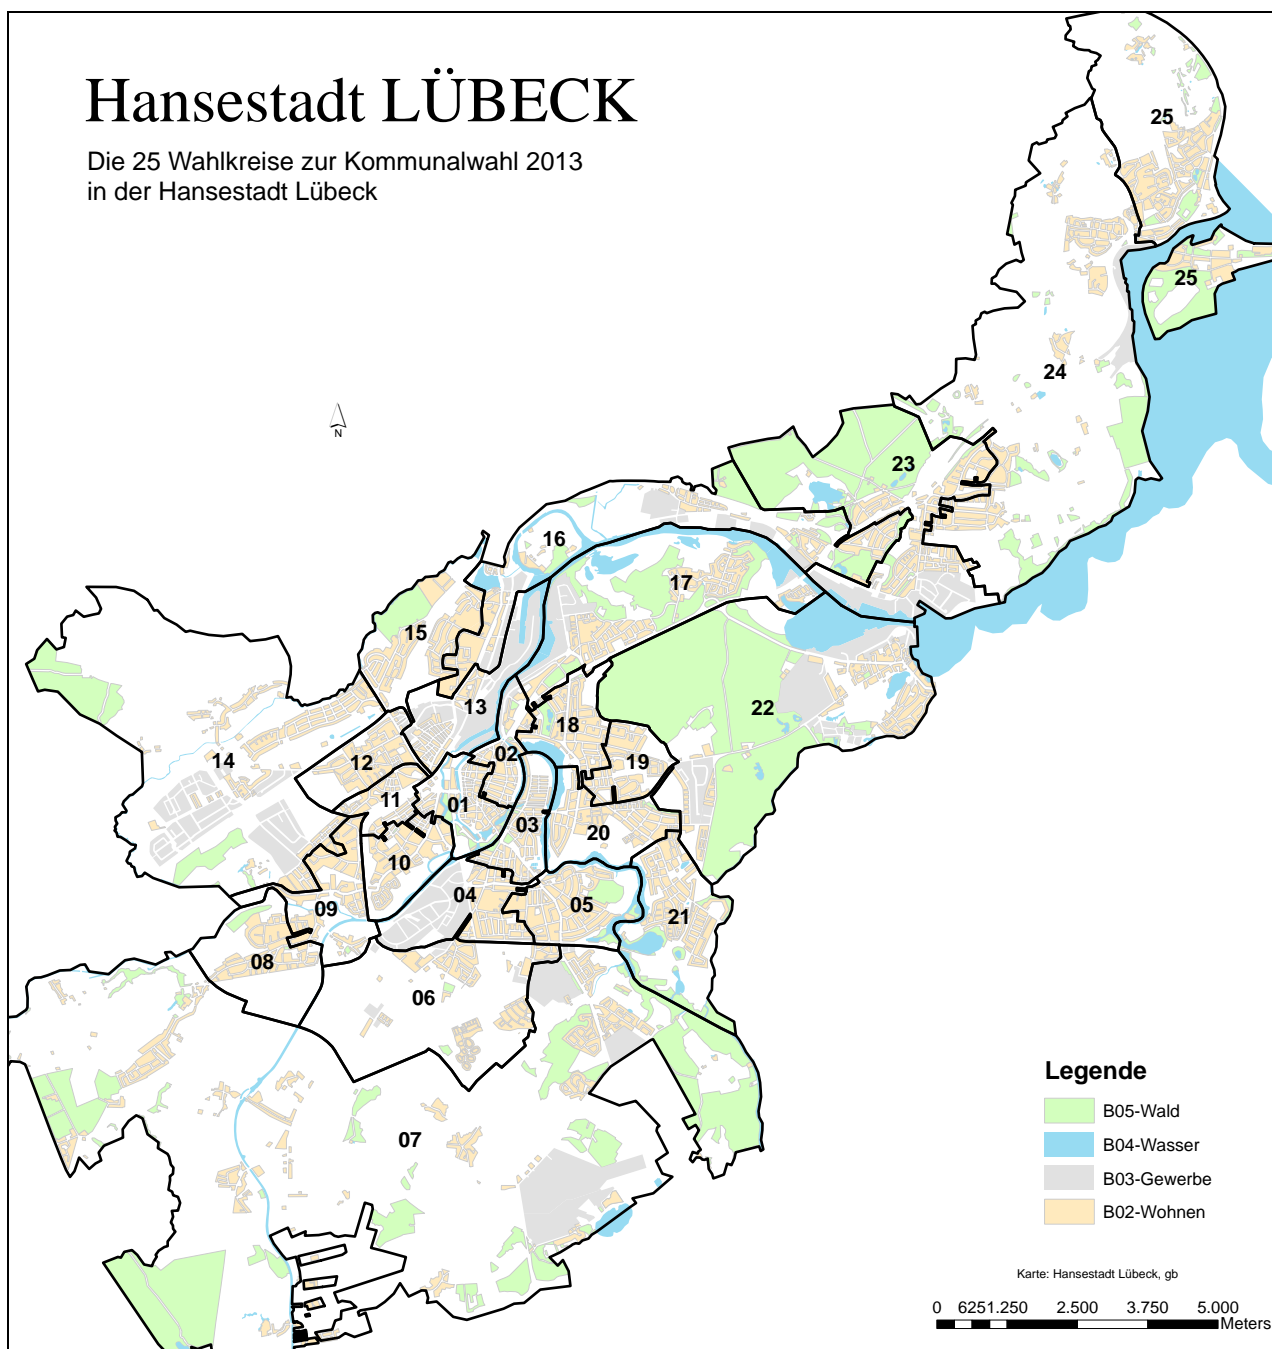 Hansestadt LÜBECK
Die 25 Wahlkreise zur Kommunalwahl 2013
in der Hansestadt Lübeck
N
25
25
24
23
16
17
15
22
13
18
02
19
14
12
11
01
03
20
10
04
05
09
21
08
06
07
Legende
B05-Wald
B04-Wasser
B03-Gewerbe
B02-Wohnen
Karte: Hansestadt Lübeck, gb
0 625 1.250 2.500 3.750 5.000
Meters